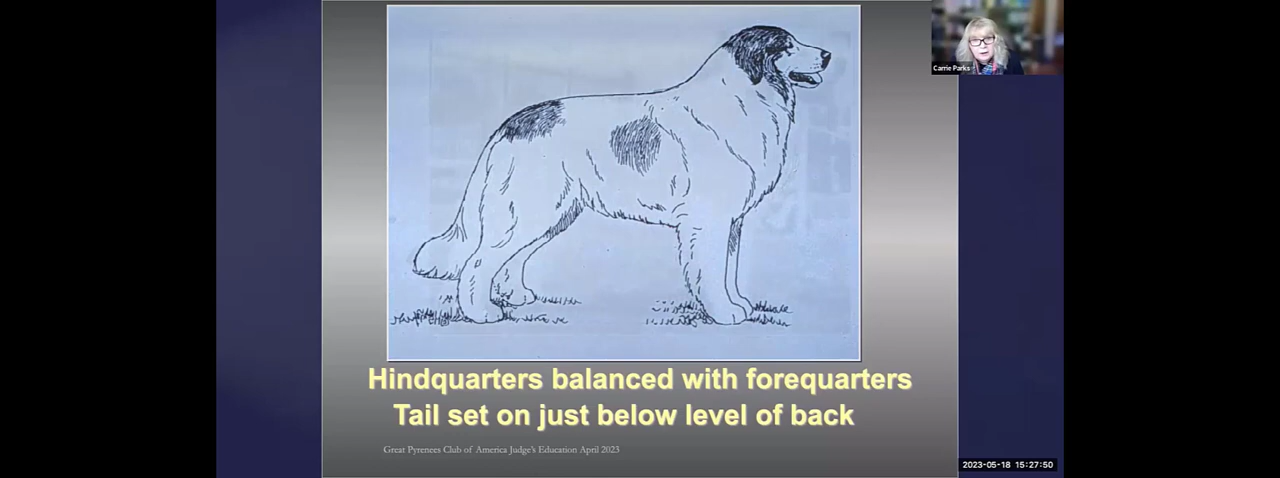 Carrie Parks
Hindquarters balanced with forequarters
Tail set on just below level of back
Great Pyrenees Club of America Judge's Education April 2023
2023-05-18 15:27:50